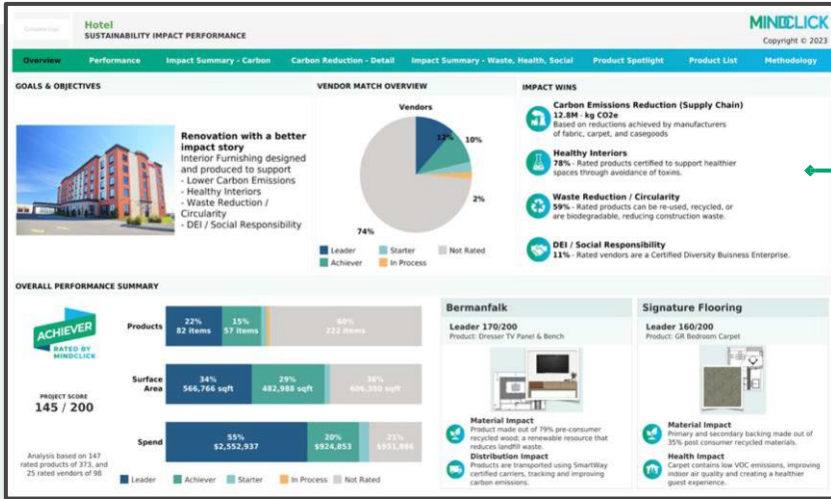 Hotel
SUSTAINABILITY IMPACT PERFORMANCE
MINDCLICK
Copyright © 2023
Overview
Performance
Impact Summary - Carbon
Carbon Reduction - Detail
Impact Summary - Waste, Health, Social
Product Spotlight
Product List
Methodology
GOALS & OBJECTIVES
Renovation with a better
impact story
Interior Furnishing designed
and produced to support
- Lower Carbon Emissions
- Healthy Interiors
- Waste Reduction /
Circularity
- DEI / Social Responsibility
VENDOR MATCH OVERVIEW
Vendors
12%
10%
2%
74%
Leader
Starter
Not Rated
Achiever
In Process
IMPACT WINS
Carbon Emissions Reduction (Supply Chain)
12.8M - kg CO2e
Based on reductions achieved by manufacturers
of fabric, carpet, and casegoods
Healthy Interiors
78% - Rated products certified to support healthier
spaces through avoidance of toxins.
Waste Reduction / Circularity
59% - Rated products can be re-used, recycled, or
are biodegradable, reducing construction waste.
DEI / Social Responsibility
11% - Rated vendors are a Certified Diversity Buisness Enterprise.
OVERALL PERFORMANCE SUMMARY
ACHIEVER
RATED BY
MINDCLICK
PROJECT SCORE
145 / 200
Analysis based on 147
rated products of 373, and
25 rated vendors of 98
Products
22%
82 items
15%
57 items
60%
222 items
Surface
Area
34%
566,766 sqft
29%
482,988 sqft
36%
sqft
Spend
55%
$2,552,937
20%
$924,853
21%
Leader
Achiever
Starter
In Process
Not Rated
Bermanfalk
Leader 170/200
Product: Dresser TV Panel & Bench
Material Impact
Product made out of 79% pre-consumer
recycled wood; a renewable resource that
reduces landfill waste.
Distribution Impact
Products are transported using SmartWay
certified carriers, tracking and improving
carbon emissions.
Signature Flooring
Leader 160/200
Product: GR Bedroom Carpet
Material Impact
Primary and secondary backing made out of
35% post consumer recycled materials.
Health Impact
Carpet contains low VOC emissions, improving
indoor air quality and creating a healthier
guest experience.